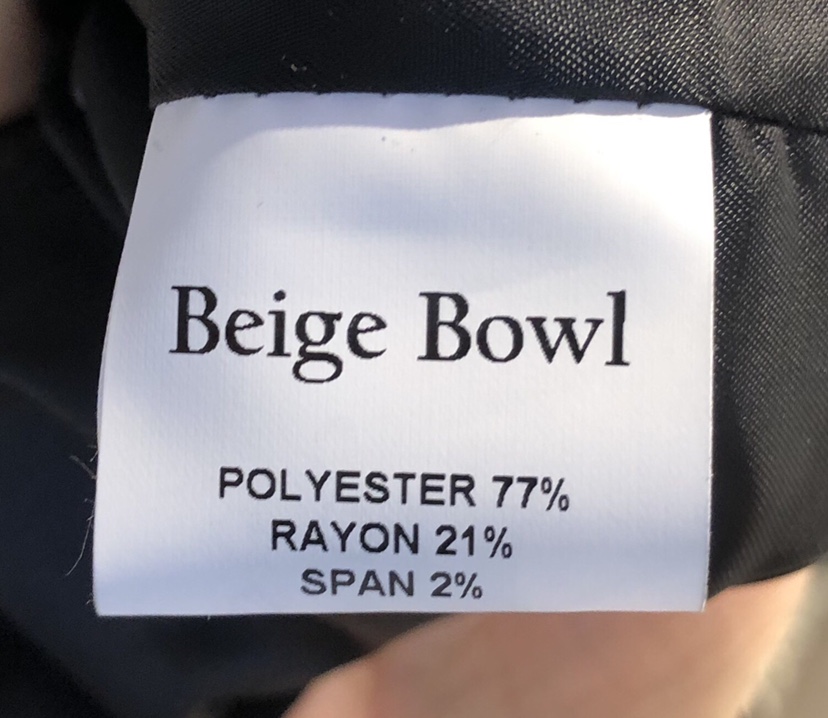 Beige Bowl
POLYESTER 77%
RAYON 21%
SPAN 2%